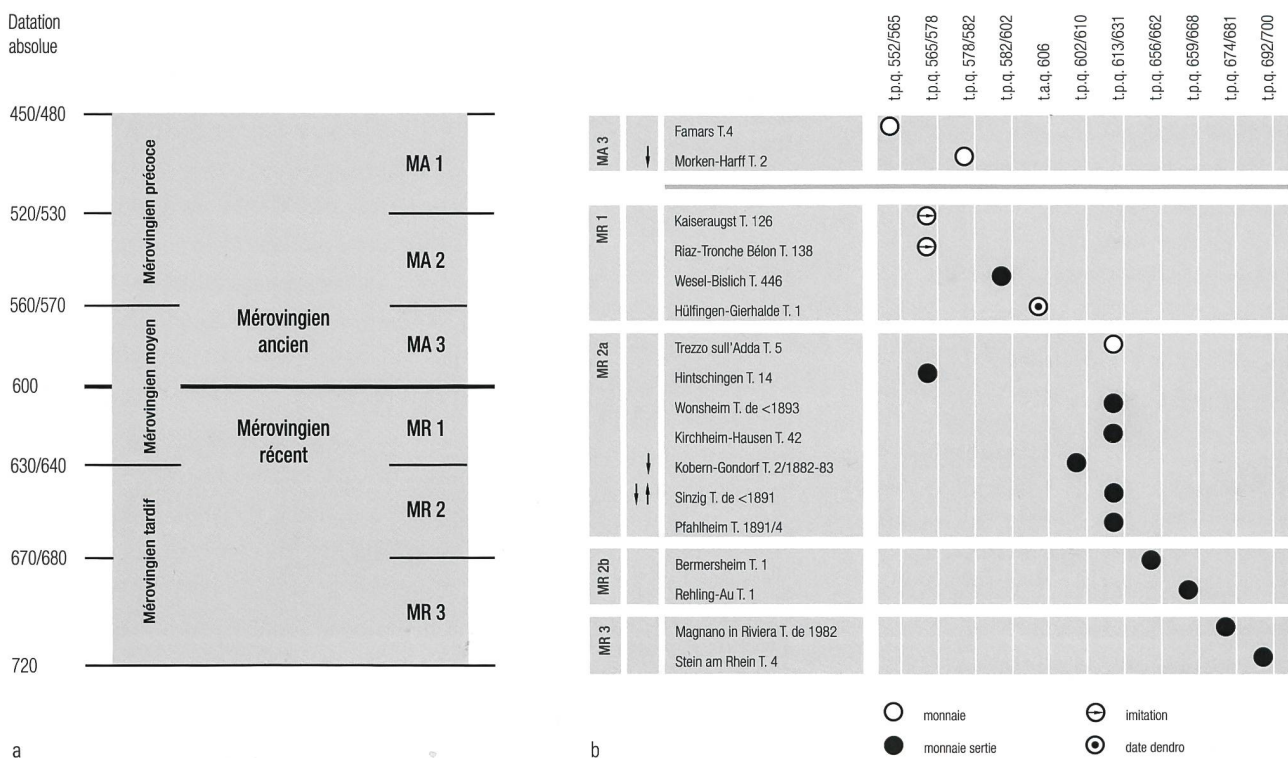 Datation
absolue
450/480
520/530
560/570
600
630/640
670/680
720
Mérovingien précoce
Mérovingien moyen
Mérovingien tardif
Mérovingien
ancien
Mérovingien
récent
MA 1
MA 2
MA 3
MR 1
MR 2
MR 3
a
t.p.q. 552/565
t.p.q. 565/578
t.p.q. 578/582
t.p.q. 582/602
t.a.q. 606
t.p.q. 602/610
t.p.q. 613/631
t.p.q. 656/662
t.p.q. 659/668
t.p.q. 674/681
t.p.q. 692/700
MA 3
Famars T.4
Morken-Harff T. 2
MR 1
Kaiseraugst T. 126
Riaz-Tronche Bélon T. 138
Wesel-Bislich T. 446
Hülfingen-Gierhalde T. 1
MR 2a
Trezzo sull'Adda T. 5
Hintschingen T. 14
Wonsheim T. de <1893
Kirchheim-Hausen T. 42
Kobern-Gondorf T. 2/1882-83
Sinzig T. de <1891
Pfahlheim T. 1891/4
MR 2b
Bermersheim T. 1
Rehling-Au T. 1
MR 3
Magnano in Riviera T. de 1982
Stein am Rhein T. 4
monnaie
imitation
monnaie sertie
date dendro
b